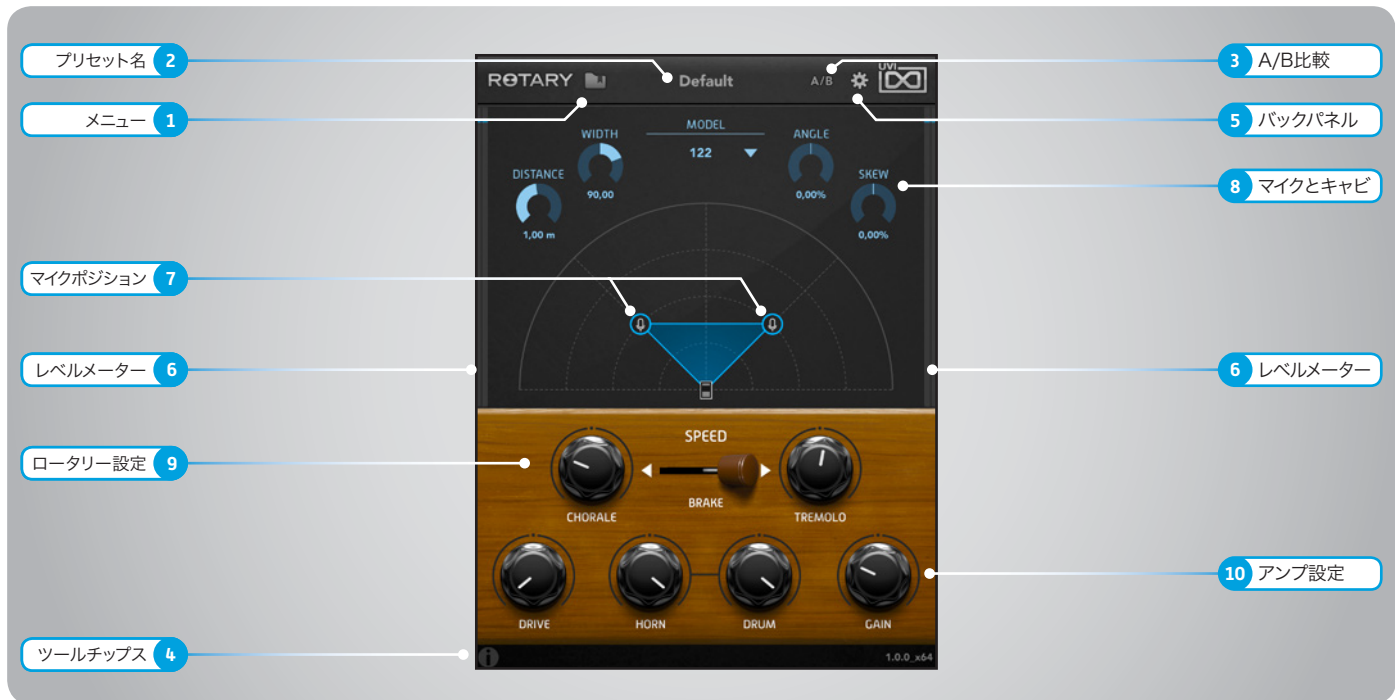 プリセット名 2
メニュー 1
マイクポジション 7
レベルメーター 6
ロータリー設定 9
ツールチップス 4
ROTARY Default A/B UVI
WIDTH MODEL ANGLE
122
DISTANCE SKEW
90,00 0,00%
1,00 m 0,00%
SPEED
BRAKE
CHORALE TREMOLO
DRIVE HORN DRUM GAIN
1.0.0_x64
3 A/B比較
5 バックパネル
8 マイクとキャビ
6 レベルメーター
10 アンプ設定